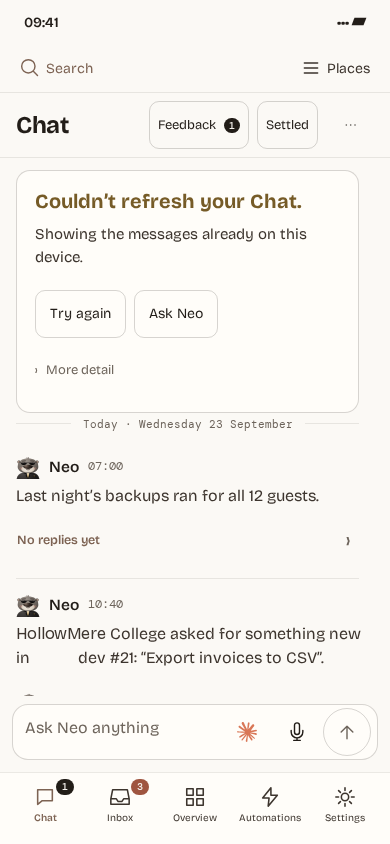 09:41
Search
Places
Chat
Feedback 1
Settled
Couldn’t refresh your Chat.
Showing the messages already on this
device.
Try again
Ask Neo
More detail
Today · Wednesday 23 September
Neo 07:00
Last night’s backups ran for all 12 guests.
No replies yet
Neo 10:40
HollowMere College asked for something new
in dev #21: “Export invoices to CSV”.
Ask Neo anything
1
3
Chat
Inbox
Overview
Automations
Settings